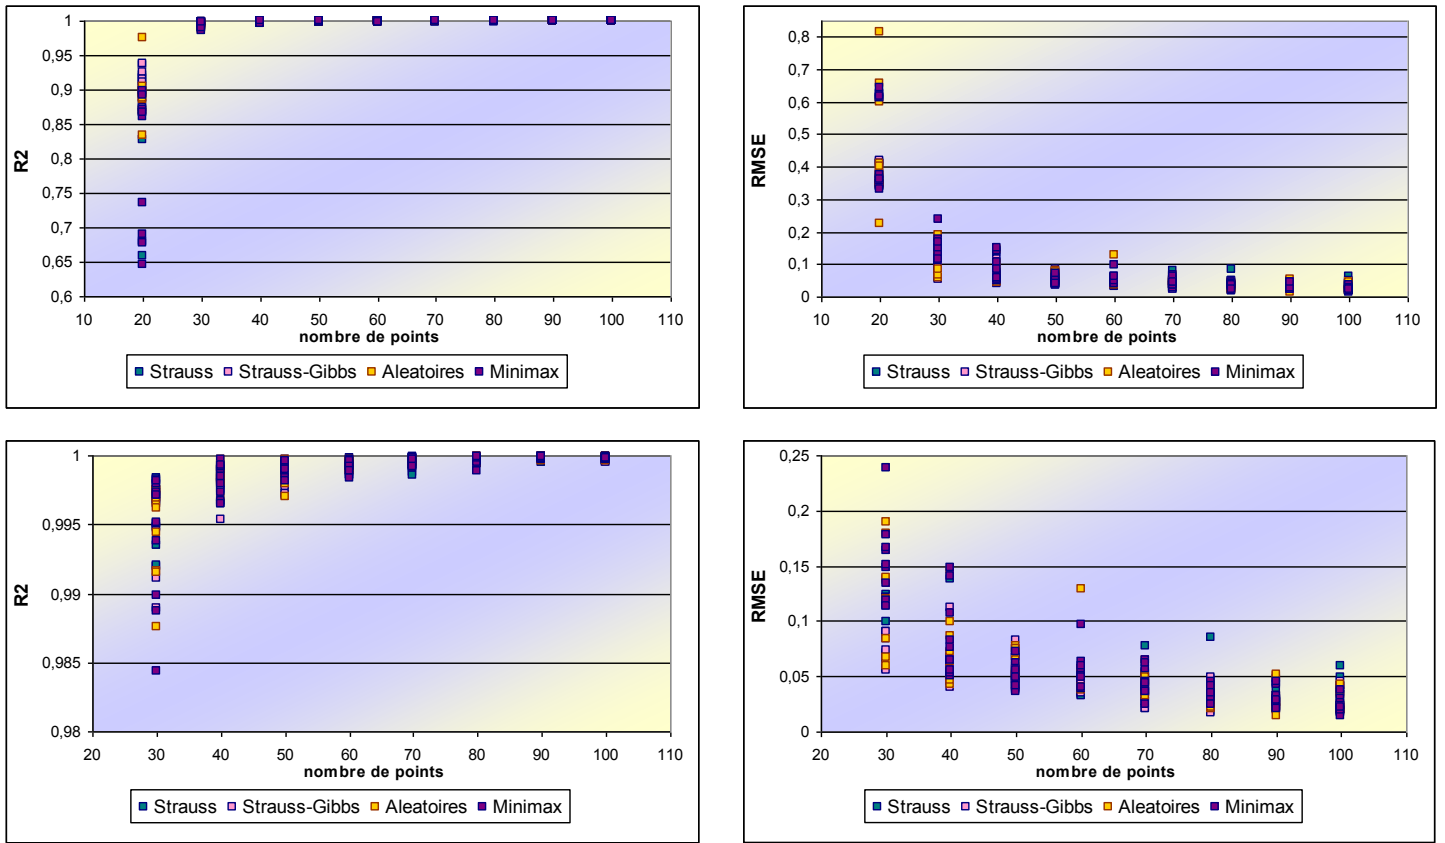 R2
1
0,95
0,9
0,85
0,8
0,75
0,7
0,65
0,6
10 20 30 40 50 60 70 80 90 100 110
nombre de points
Strauss Strauss-Gibbs Aleatoires Minimax
RMSE
0,8
0,7
0,6
0,5
0,4
0,3
0,2
0,1
0
10 20 30 40 50 60 70 80 90 100 110
nombre de points
Strauss Strauss-Gibbs Aleatoires Minimax
R2
1
0,995
0,99
0,985
0,98
20 30 40 50 60 70 80 90 100 110
nombre de points
Strauss Strauss-Gibbs Aleatoires Minimax
RMSE
0,25
0,2
0,15
0,1
0,05
0
20 30 40 50 60 70 80 90 100 110
nombre de points
Strauss Strauss-Gibbs Aleatoires Minimax